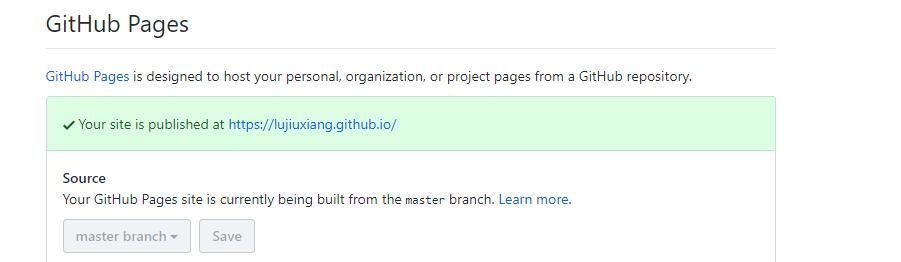 GitHub Pages
GitHub Pages is designed to host your personal, organization, or project pages from a GitHub repository.
✔ Your site is published at https://lujiuxiang.github.io/
Source
Your GitHub Pages site is currently being built from the master branch. Learn more.
master branch Save